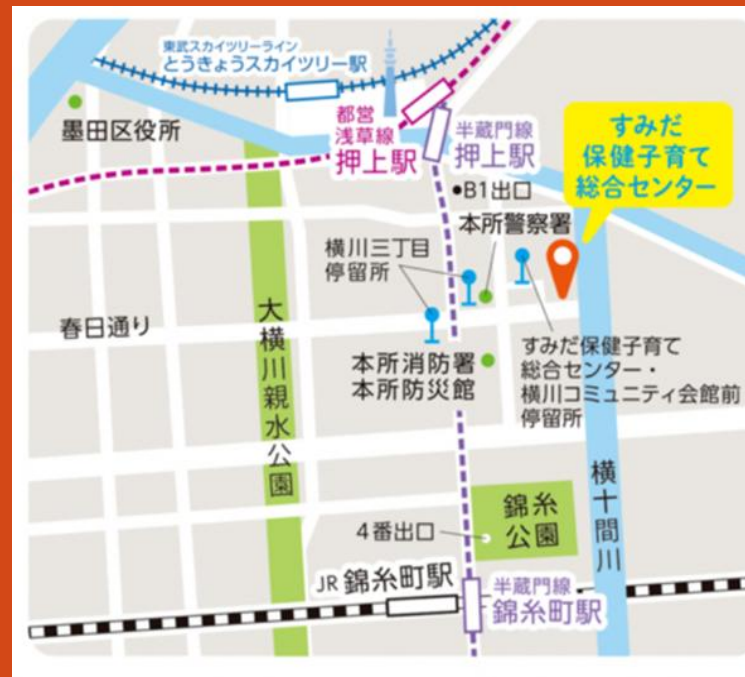 東武スカイツリーライン
とうきょうスカイツリー駅
墨田区役所
都営
浅草線
押上駅
半蔵門線
押上駅
すみだ
保健子育て
総合センター
•B1出口
本所警察署
横川三丁目
停留所
春日通り
大横川親水公園
本所消防署
本所防災館
すみだ保健子育て
総合センター・
横川コミュニティ会館前
停留所
横十間川
錦糸
公園
4番出口
JR 錦糸町駅
半蔵門線
錦糸町駅